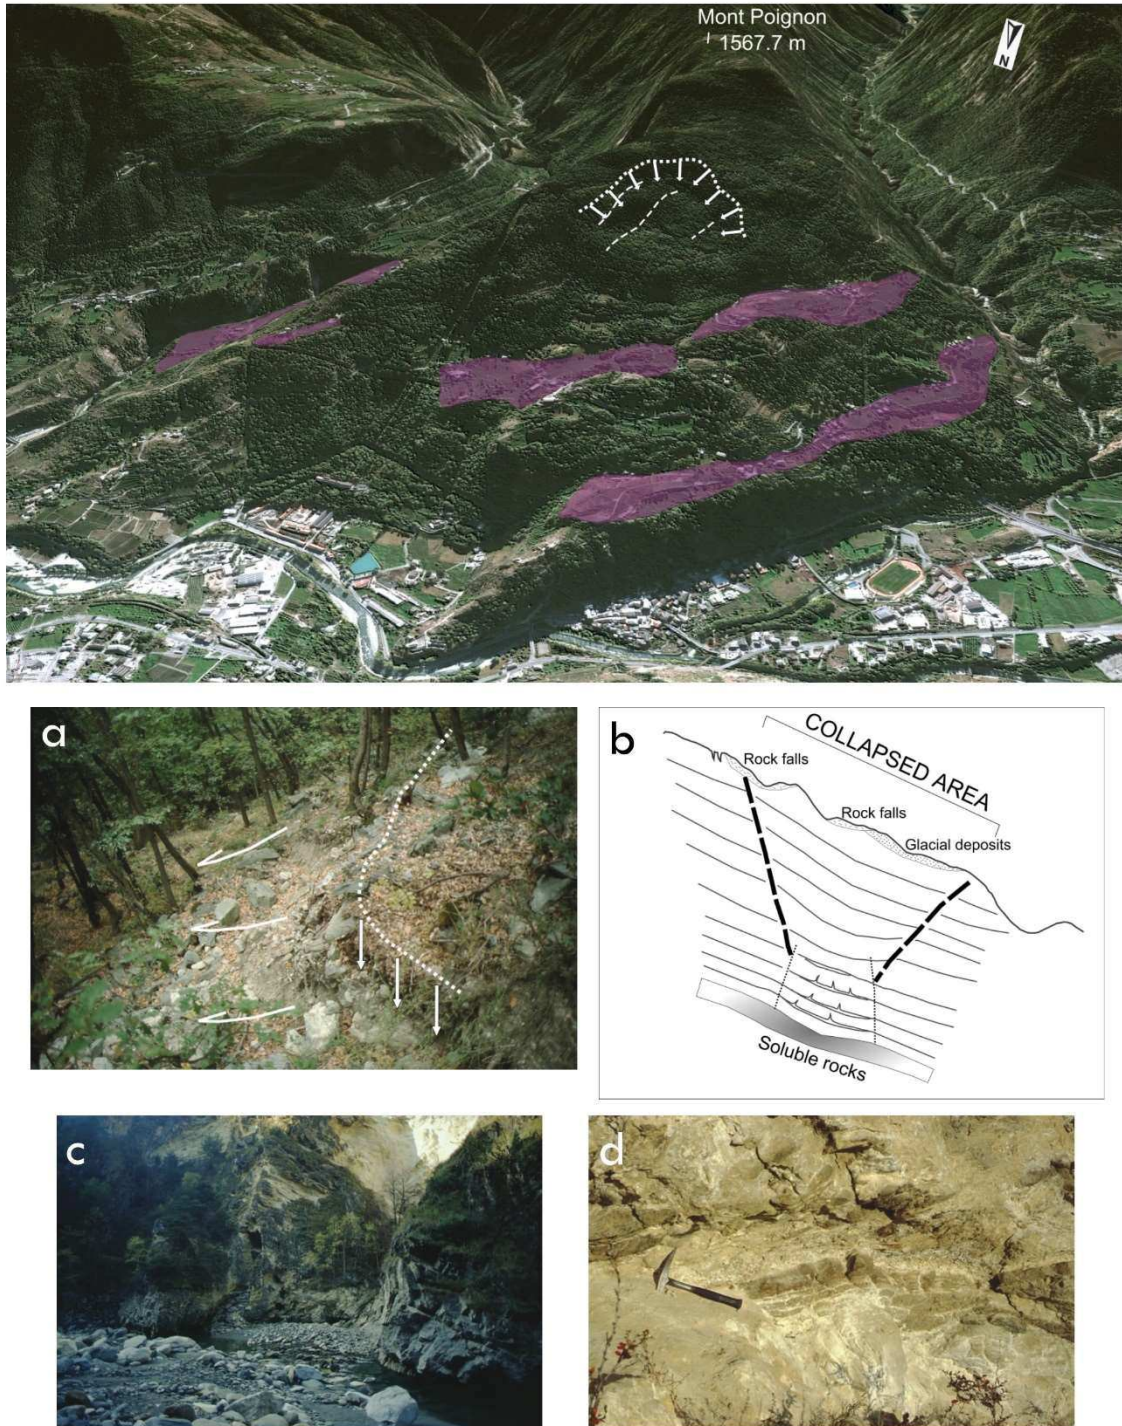 Mont Poignon
1567.7 m
N
a
b
COLLAPSED AREA
Rock falls
Rock falls
Glacial deposits
Soluble rocks
c
d